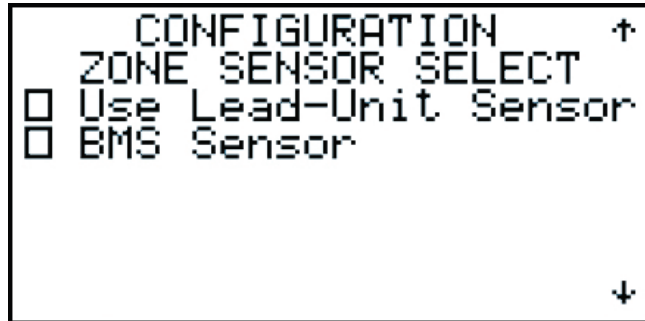 CONFIGURATION ↑
ZONE SENSOR SELECT
☐ Use Lead-Unit Sensor
☐ BMS Sensor
↓